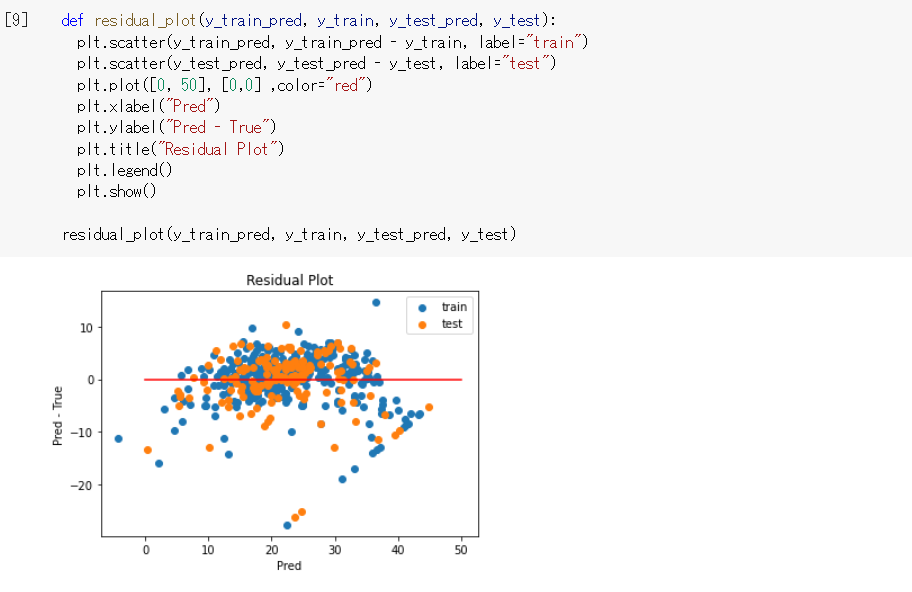 [9] def residual_plot(y_train_pred, y_train, y_test_pred, y_test):
plt.scatter(y_train_pred, y_train_pred - y_train, label="train")
plt.scatter(y_test_pred, y_test_pred - y_test, label="test")
plt.plot([0, 50], [0,0] ,color="red")
plt.xlabel("Pred")
plt.ylabel("Pred - True")
plt.title("Residual Plot")
plt.legend()
plt.show()
residual_plot(y_train_pred, y_train, y_test_pred, y_test)
Residual Plot
train
test
10
0
−10
−20
Pred - True
0 10 20 30 40 50
Pred